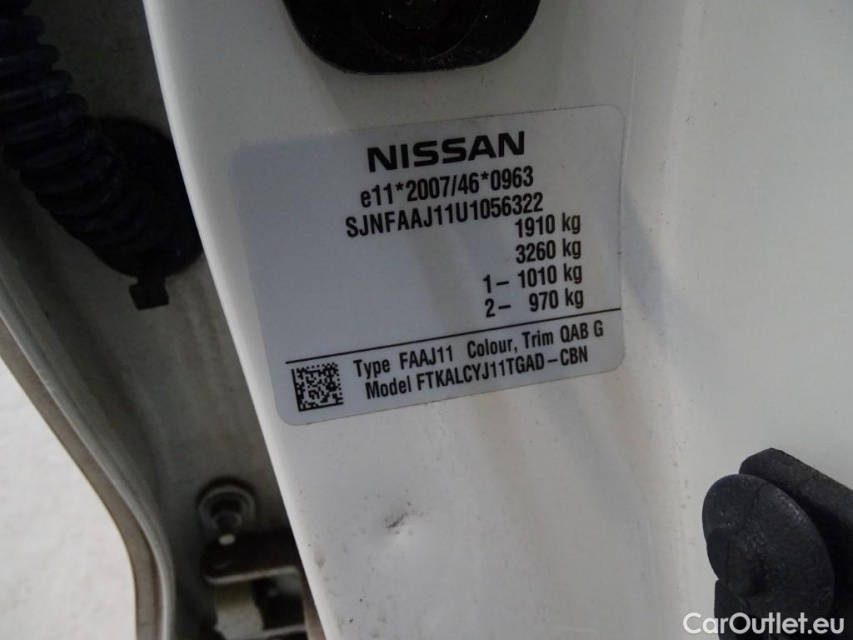 NISSAN
e11*2007/46*0963
SJNFAAJ11U1056322
1910 kg
3260 kg
1- 1010 kg
2- 970 kg
Type FAAJ11 Colour, Trim QAB G
Model FTKALCYJ11TGAD-CBN
CarOutlet.eu